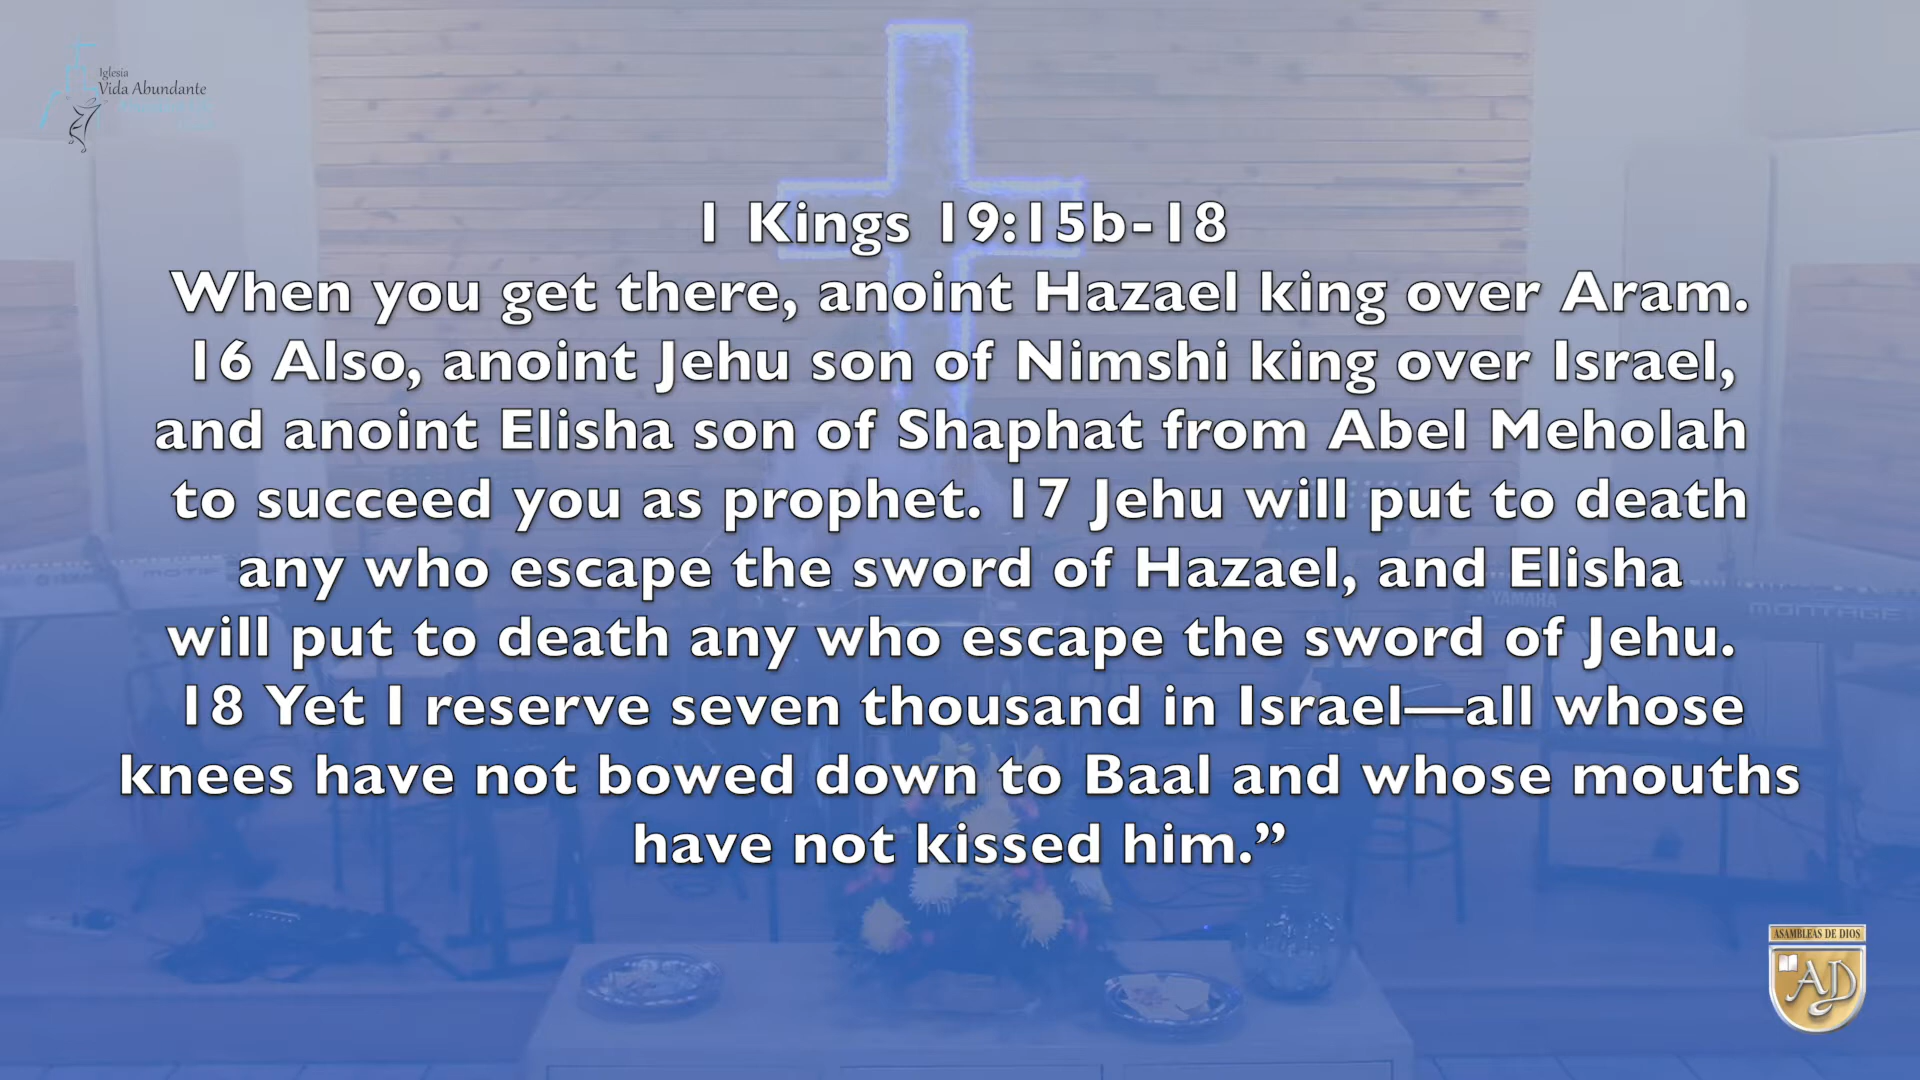 Iglesia
Vida Abundante
1 Kings 19:15b-18
When you get there, anoint Hazael king over Aram.
16 Also, anoint Jehu son of Nimshi king over Israel,
and anoint Elisha son of Shaphat from Abel Meholah
to succeed you as prophet. 17 Jehu will put to death
any who escape the sword of Hazael, and Elisha
will put to death any who escape the sword of Jehu.
18 Yet I reserve seven thousand in Israel—all whose
knees have not bowed down to Baal and whose mouths
have not kissed him.”
YAMAHA
MONTAGE
ASAMBLEAS DE DIOS
AD